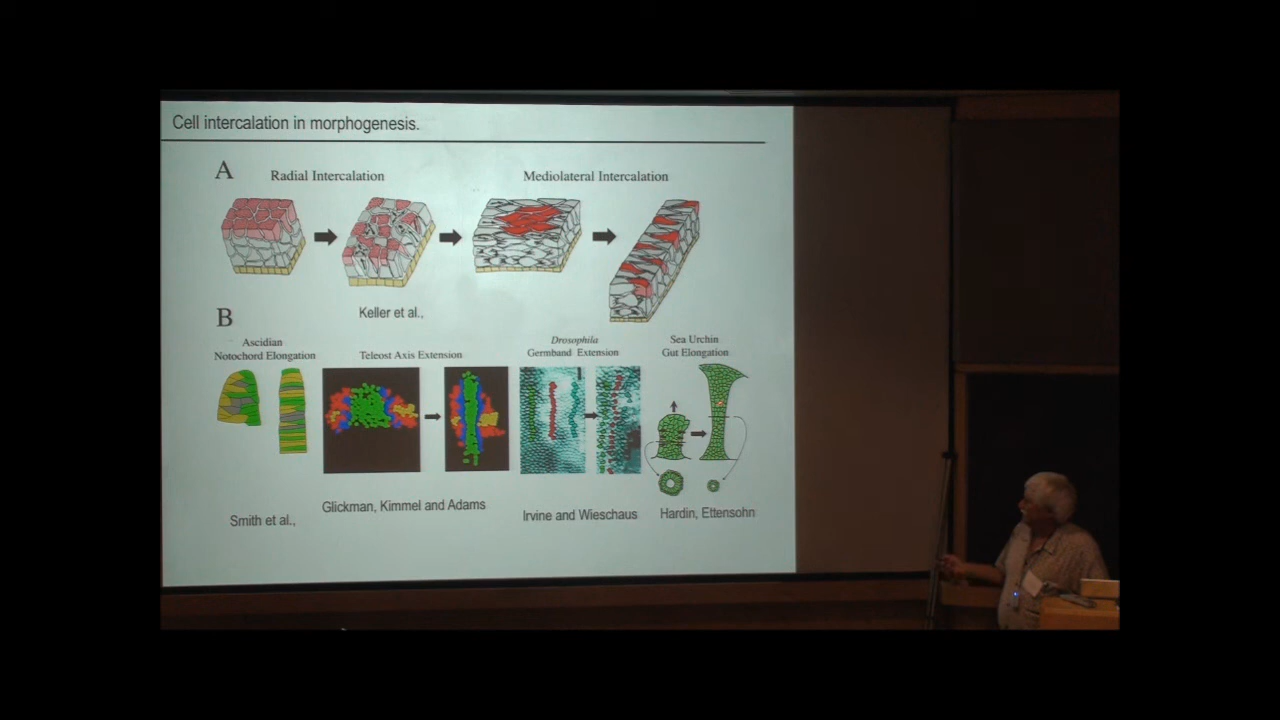 Cell intercalation in morphogenesis.
A
Radial Intercalation
Mediolateral Intercalation
Keller et al.,
B
Ascidian
Notochord Elongation
Teleost Axis Extension
Drosophila
Germband Extension
Sea Urchin
Gut Elongation
Smith et al.,
Glickman, Kimmel and Adams
Irvine and Wieschaus
Hardin, Ettensohn